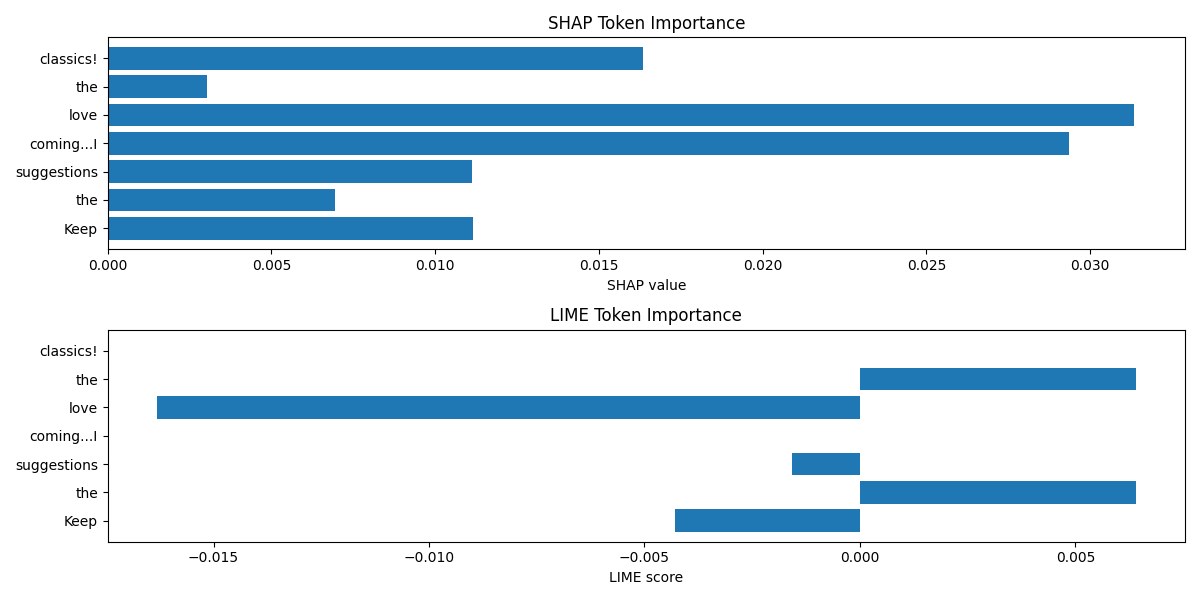 SHAP Token Importance
classics!
the
love
coming...I
suggestions
the
Keep
0.000 0.005 0.010 0.015 0.020 0.025 0.030
SHAP value
LIME Token Importance
classics!
the
love
coming...I
suggestions
the
Keep
−0.015 −0.010 −0.005 0.000 0.005
LIME score